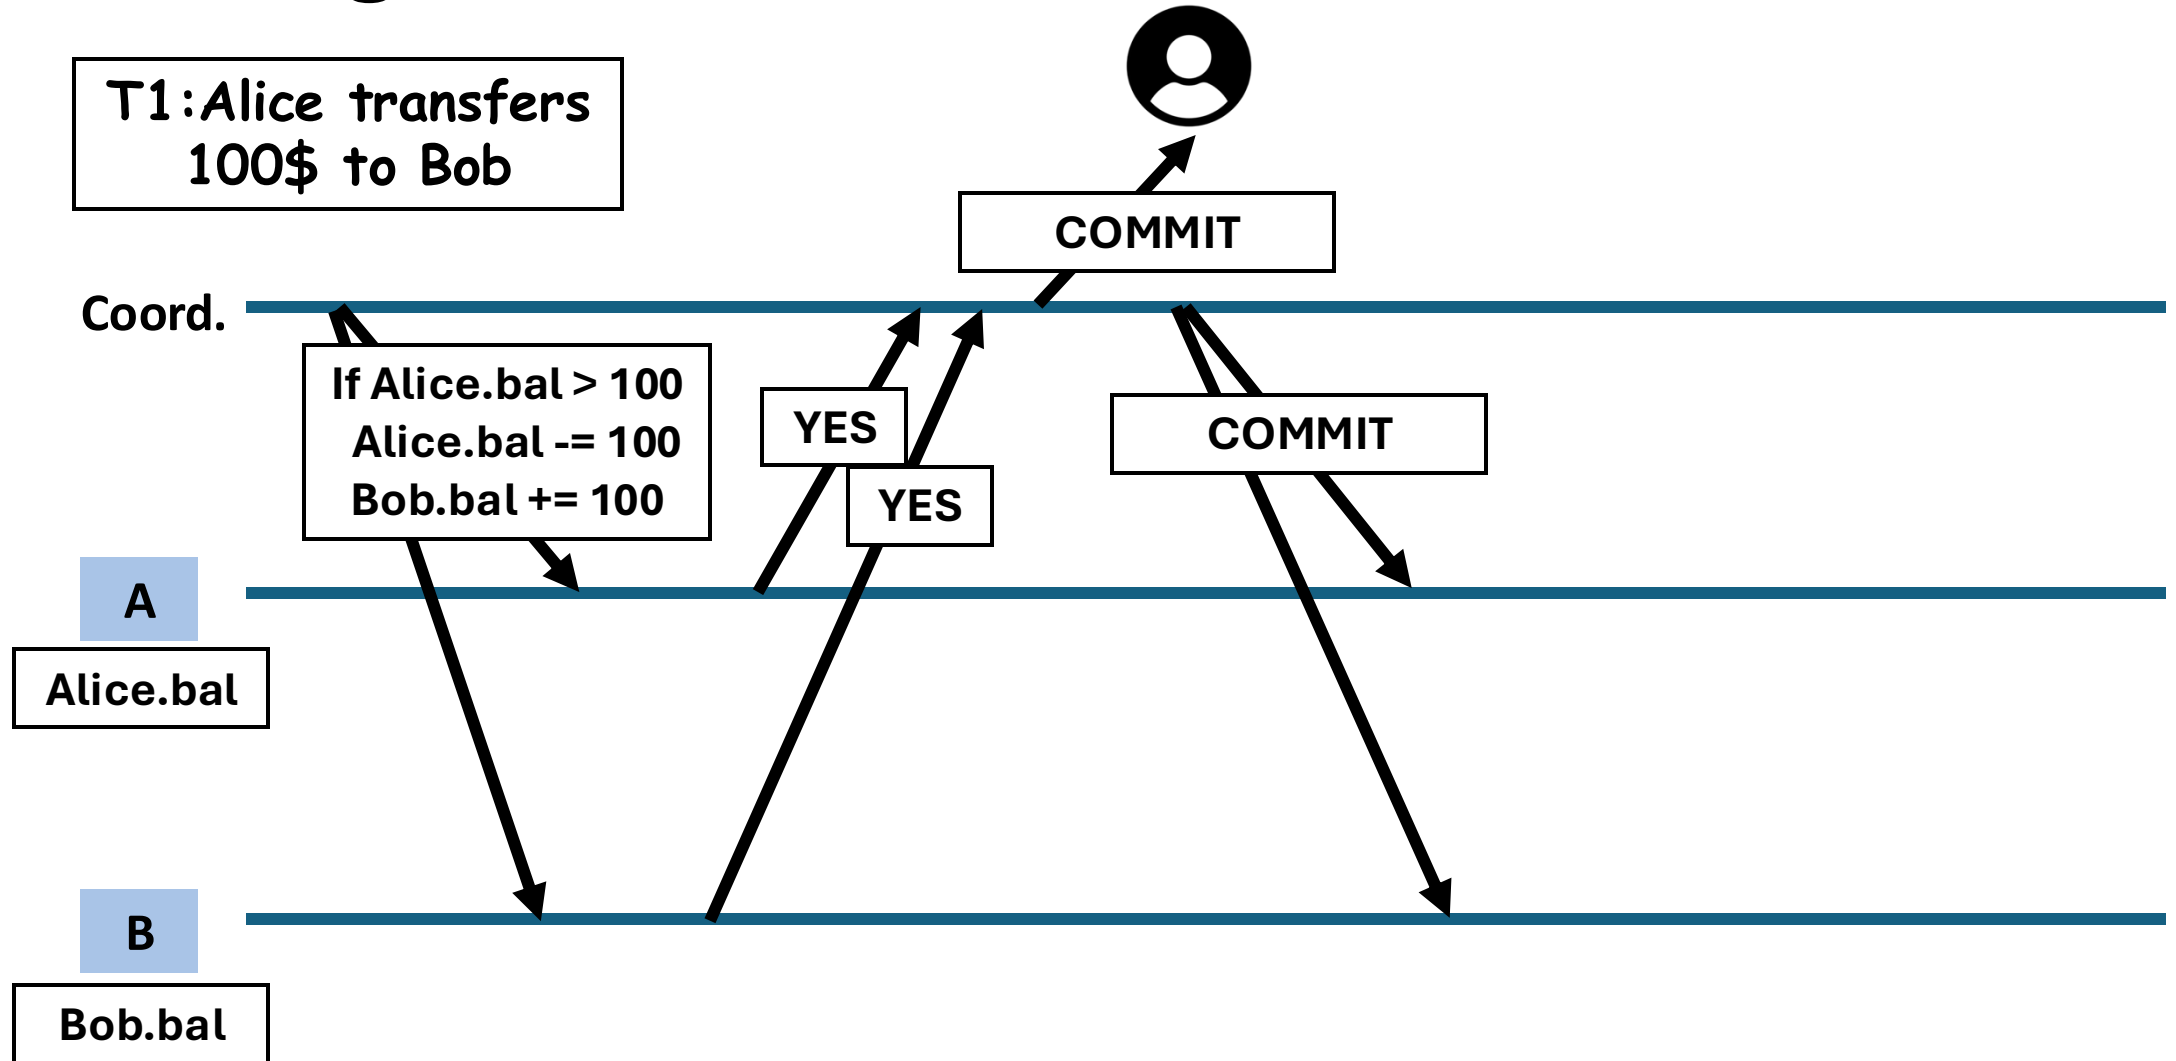 T1:Alice transfers
100$ to Bob
COMMIT
Coord.
If Alice.bal > 100
Alice.bal -= 100
Bob.bal += 100
YES
YES
COMMIT
A
Alice.bal
B
Bob.bal